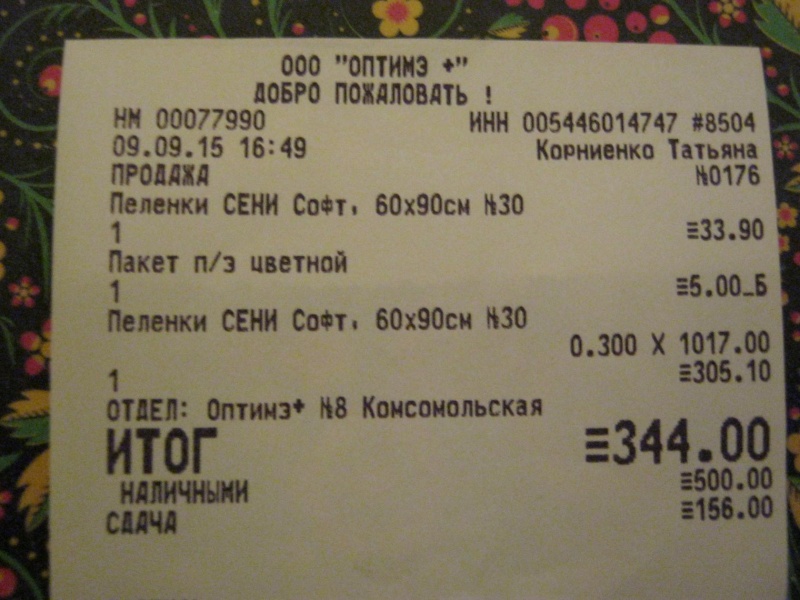 ООО "ОПТИМЭ +"
ДОБРО ПОЖАЛОВАТЬ !
НМ 00077990 ИНН 005446014747 #8504
09.09.15 16:49 Корниенко Татьяна
ПРОДАЖА №0176
Пеленки СЕНИ Софт. 60х90см №30
1 ≡33.90
Пакет п/э цветной
1 ≡5.00_Б
Пеленки СЕНИ Софт. 60х90см №30
0.300 X 1017.00
1 ≡305.10
ОТДЕЛ: Оптимэ+ №8 Комсомольская
ИТОГ ≡344.00
НАЛИЧНЫМИ ≡500.00
СДАЧА ≡156.00